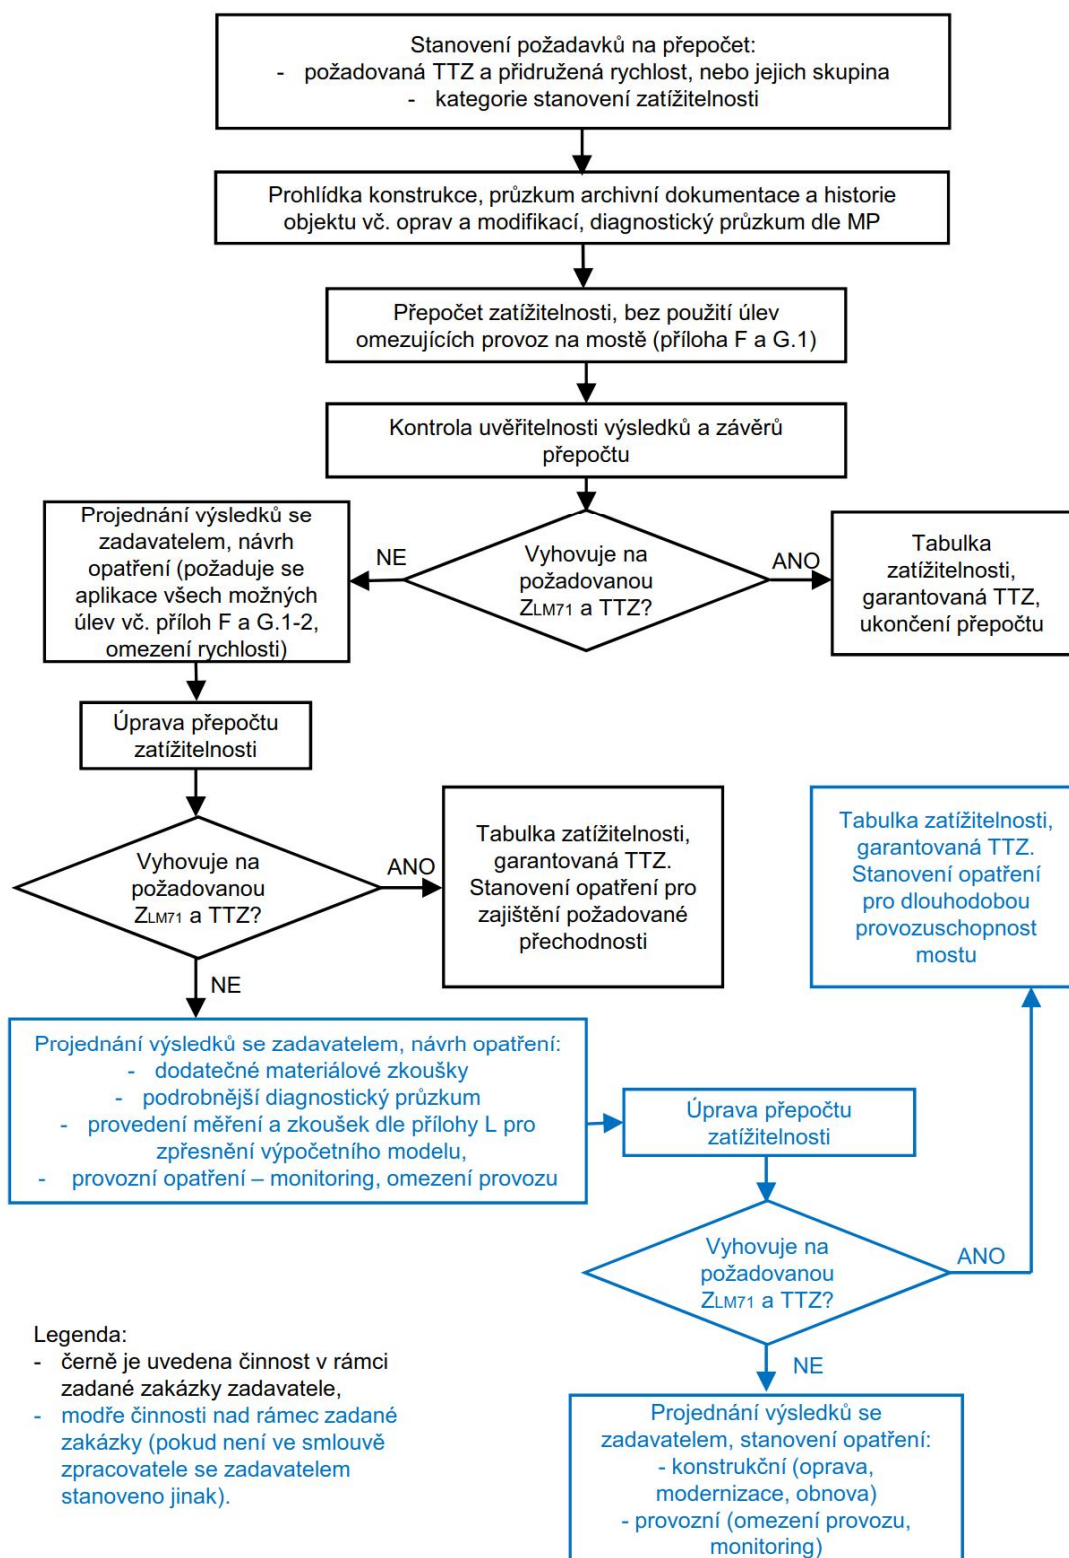 Stanovení požadavků na přepočet:
- požadovaná TTZ a přidružená rychlost, nebo jejich skupina
- kategorie stanovení zatížitelnosti
Prohlídka konstrukce, průzkum archivní dokumentace a historie
objektu vč. oprav a modifikací, diagnostický průzkum dle MP
Přepočet zatížitelnosti, bez použití úlev
omezujících provoz na mostě (příloha F a G.1)
Kontrola uvěřitelnosti výsledků a závěrů
přepočtu
Vyhovuje na
požadovanou
ZLM71 a TTZ?
ANO
Tabulka
zatížitelnosti,
garantovaná TTZ,
ukončení přepočtu
NE
Projednání výsledků se
zadavatelem, návrh
opatření (požaduje se
aplikace všech možných
úlev vč. příloh F a G.1-2,
omezení rychlosti)
Úprava přepočtu
zatížitelnosti
Vyhovuje na
požadovanou
ZLM71 a TTZ?
ANO
Tabulka zatížitelnosti,
garantovaná TTZ.
Stanovení opatření pro
zajištění požadované
přechodnosti
NE
Projednání výsledků se zadavatelem, návrh opatření:
- dodatečné materiálové zkoušky
- podrobnější diagnostický průzkum
- provedení měření a zkoušek dle přílohy L pro
zpřesnění výpočetního modelu,
- provozní opatření – monitoring, omezení provozu
Úprava přepočtu
zatížitelnosti
Vyhovuje na
požadovanou
ZLM71 a TTZ?
ANO
Tabulka zatížitelnosti,
garantovaná TTZ.
Stanovení opatření
pro dlouhodobou
provozuschopnost
mostu
NE
Projednání výsledků se
zadavatelem, stanovení opatření:
- konstrukční (oprava,
modernizace, obnova)
- provozní (omezení provozu,
monitoring)
Legenda:
- černě je uvedena činnost v rámci
zadané zakázky zadavatele,
- modře činnosti nad rámec zadané
zakázky (pokud není ve smlouvě
zpracovatele se zadavatelem
stanoveno jinak).